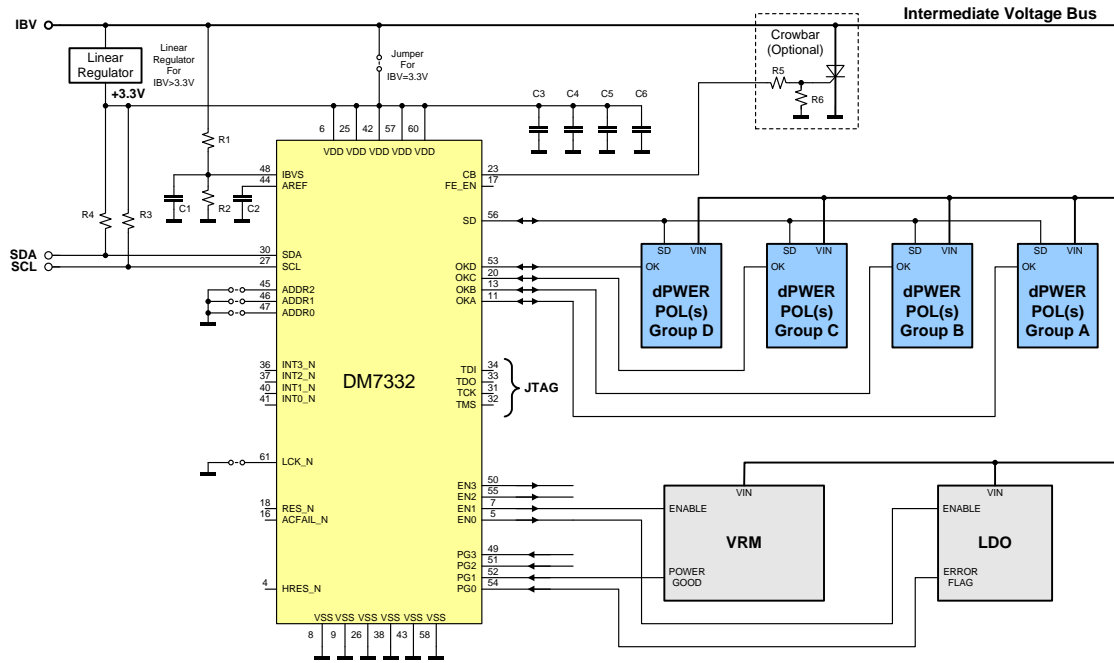 IBV
Intermediate Voltage Bus
Linear
Regulator
Linear
Regulator
For
IBV>3.3V
+3.3V
Jumper
For
IBV=3.3V
Crowbar
(Optional)
R5
R6
C3
C4
C5
C6
R1
6
25
42
57
60
VDD
VDD
VDD
VDD
VDD
48
IBVS
44
AREF
C1
R2
C2
R4
R3
SDA
SCL
30
SDA
27
SCL
45
ADDR2
46
ADDR1
47
ADDR0
36
INT3_N
37
INT2_N
40
INT1_N
41
INT0_N
61
LCK_N
18
RES_N
16
ACFAIL_N
4
HRES_N
DM7332
CB
23
FE_EN
17
SD
56
OKD
53
OKC
20
OKB
13
OKA
11
TDI
34
TDO
33
TCK
31
TMS
32
JTAG
EN3
50
EN2
55
EN1
7
EN0
5
PG3
49
PG2
51
PG1
52
PG0
54
VSS
VSS
VSS
VSS
VSS
VSS
8
9
26
38
43
58
SD
VIN
OK
dPWER
POL(s)
Group D
SD
VIN
OK
dPWER
POL(s)
Group C
SD
VIN
OK
dPWER
POL(s)
Group B
SD
VIN
OK
dPWER
POL(s)
Group A
VIN
ENABLE
VRM
POWER
GOOD
VIN
ENABLE
LDO
ERROR
FLAG